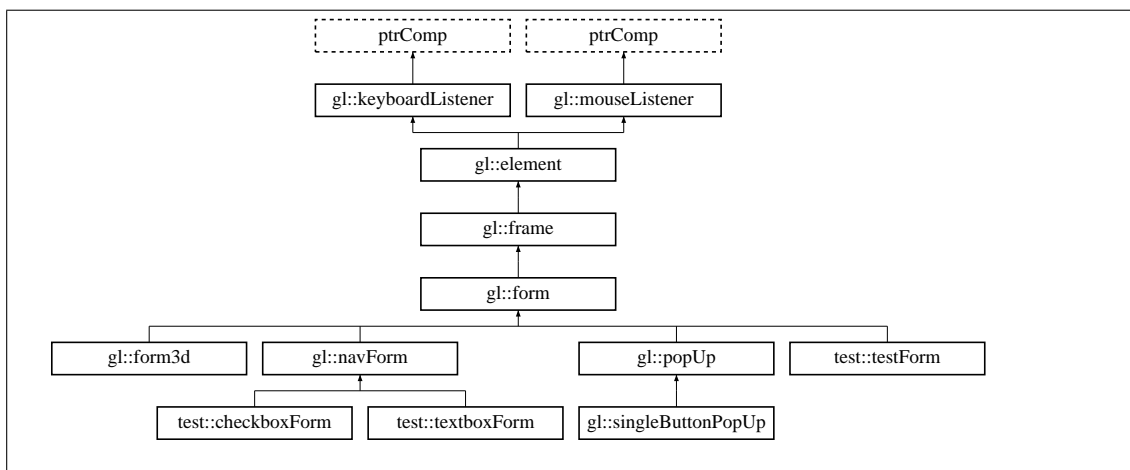 ptrComp ptrComp
gl::keyboardListener gl::mouseListener
gl::element
gl::frame
gl::form
gl::form3d gl::navForm gl::popUp test::testForm
test::checkboxForm test::textboxForm gl::singleButtonPopUp